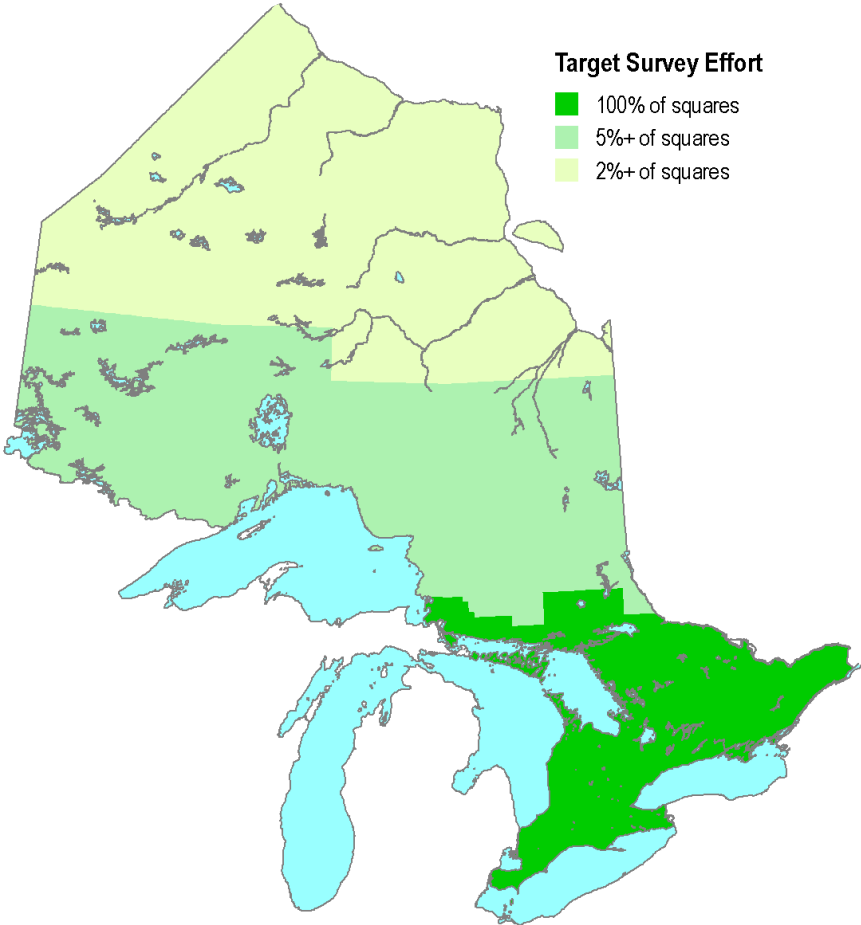 Target Survey Effort
100% of squares
5%+ of squares
2%+ of squares